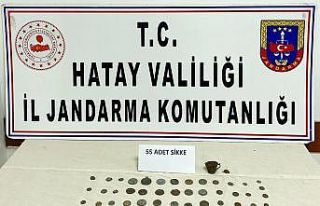 T.C.
HATAY VALİLİĞİ
İL JANDARMA KOMUTANLIĞI
55 ADET SİKKE